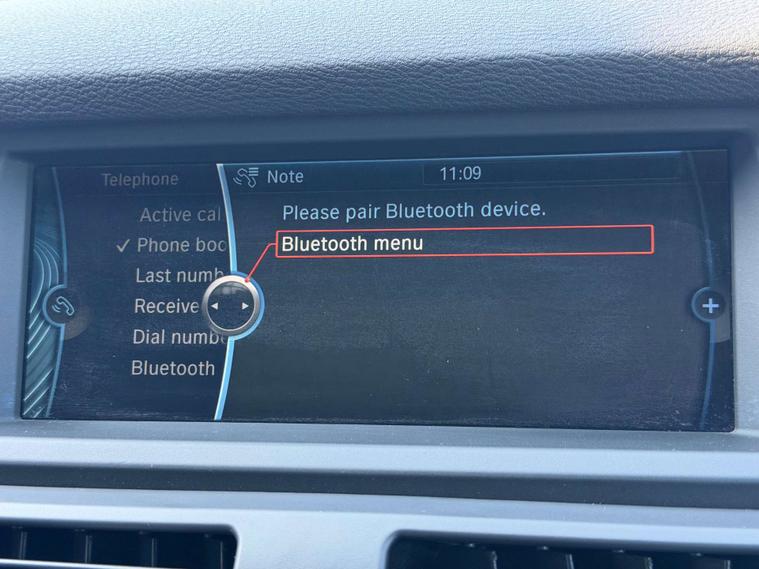 Telephone
Note
11:09
Active cal
Phone boo
Last numb
Receive
Dial numb
Bluetooth
Please pair Bluetooth device.
Bluetooth menu